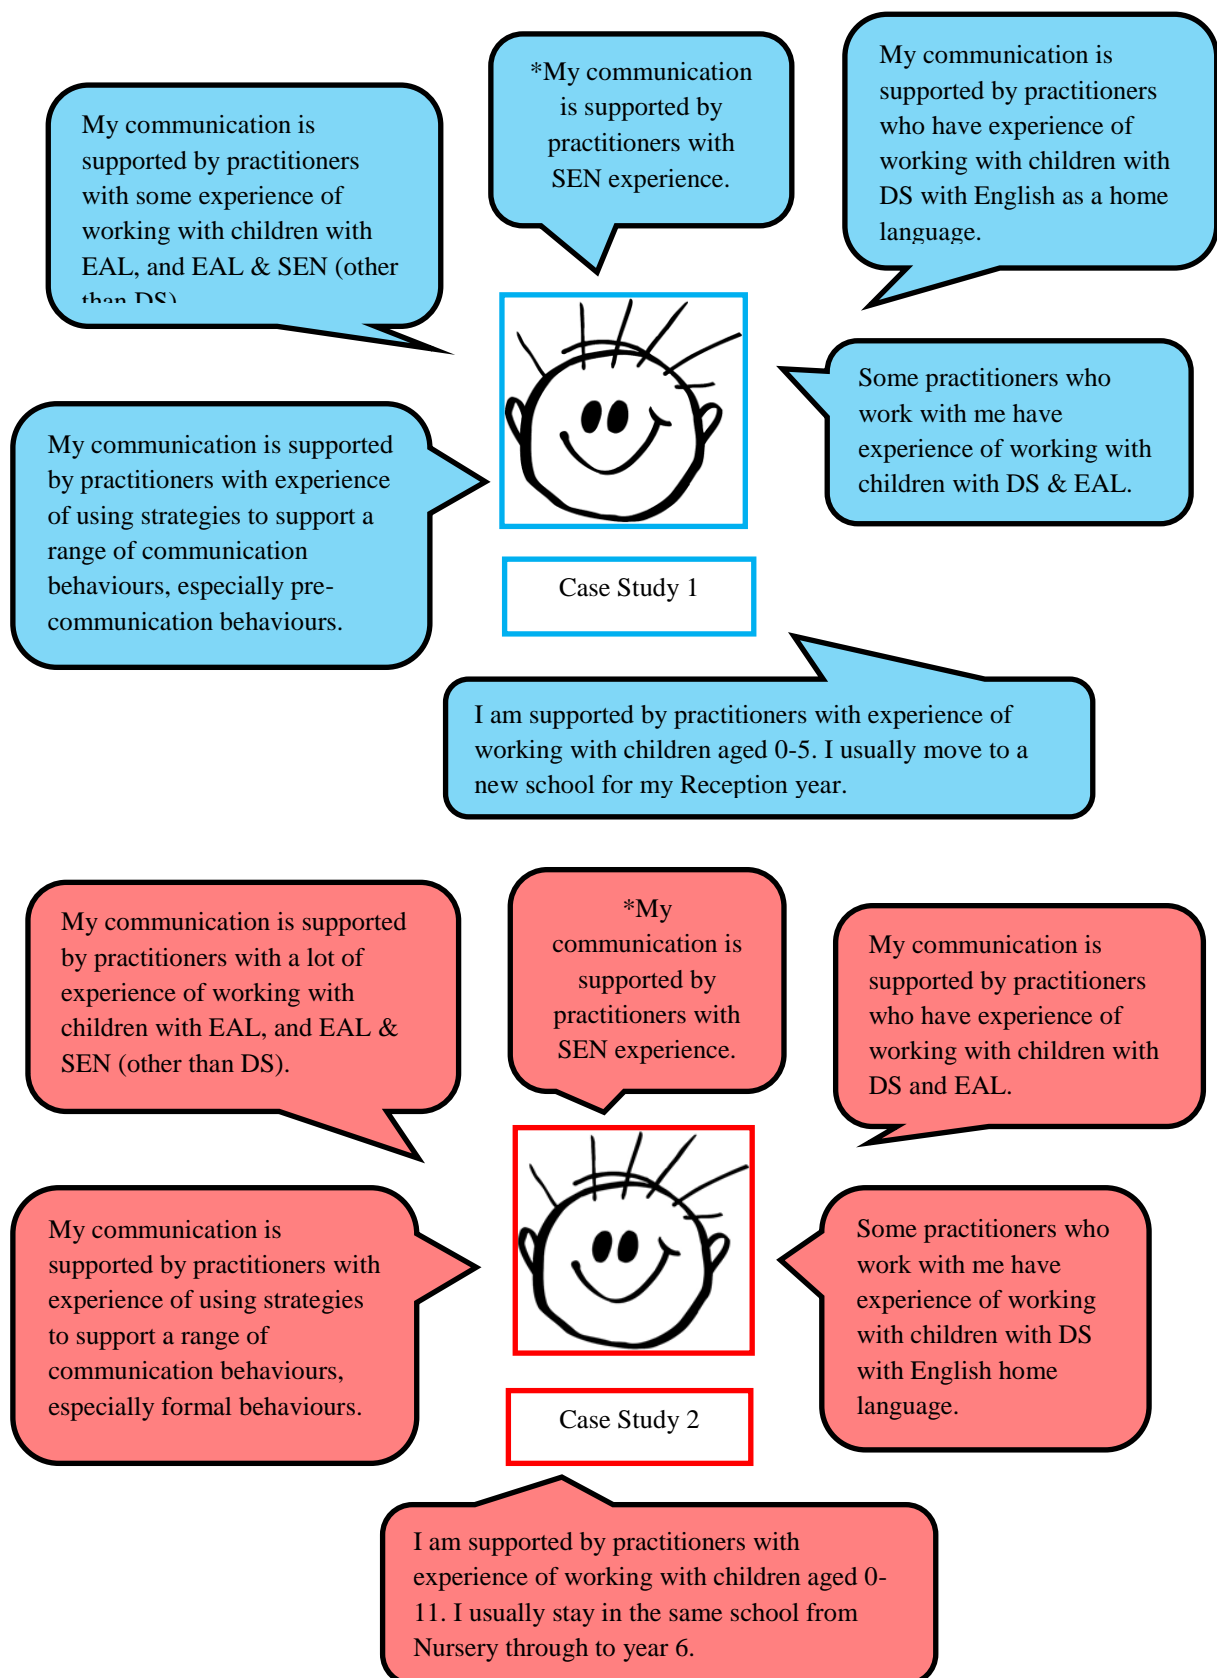 My communication is
supported by practitioners
with some experience of
working with children with
EAL, and EAL & SEN (other
than DS)
*My communication
is supported by
practitioners with
SEN experience.
My communication is
supported by practitioners
who have experience of
working with children with
DS with English as a home
language.
My communication is supported
by practitioners with experience
of using strategies to support a
range of communication
behaviours, especially pre-
communication behaviours.
Some practitioners who
work with me have
experience of working with
children with DS & EAL.
Case Study 1
I am supported by practitioners with experience of
working with children aged 0-5. I usually move to a
new school for my Reception year.
My communication is supported
by practitioners with a lot of
experience of working with
children with EAL, and EAL &
SEN (other than DS).
*My
communication is
supported by
practitioners with
SEN experience.
My communication is
supported by practitioners
who have experience of
working with children with
DS and EAL.
My communication is
supported by practitioners with
experience of using strategies
to support a range of
communication behaviours,
especially formal behaviours.
Some practitioners who
work with me have
experience of working
with children with DS
with English home
language.
Case Study 2
I am supported by practitioners with
experience of working with children aged 0-
11. I usually stay in the same school from
Nursery through to year 6.